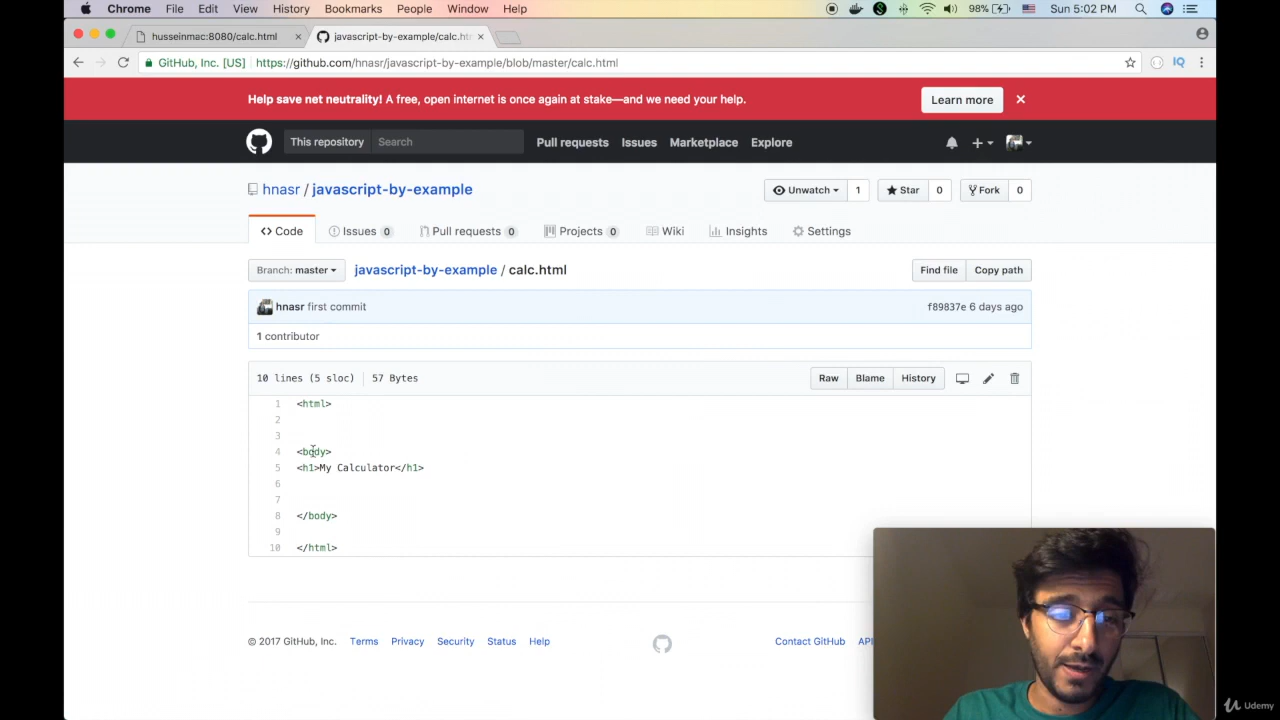 Chrome File Edit View History Bookmarks People Window Help 98% Sun 5:02 PM
husseinmac:8080/calc.html javascript-by-example/calc.htm
GitHub, Inc. [US] https://github.com/hnasr/javascript-by-example/blob/master/calc.html IQ
Help save net neutrality! A free, open internet is once again at stake—and we need your help. Learn more
This repository Search Pull requests Issues Marketplace Explore
hnasr / javascript-by-example Unwatch 1 Star 0 Fork 0
Code Issues 0 Pull requests 0 Projects 0 Wiki Insights Settings
Branch: master javascript-by-example / calc.html Find file Copy path
hnasr first commit f89837e 6 days ago
1 contributor
10 lines (5 sloc) 57 Bytes Raw Blame History
1 <html>
2
3
4 <body>
5 <h1>My Calculator</h1>
6
7
8 </body>
9
10 </html>
© 2017 GitHub, Inc. Terms Privacy Security Status Help Contact GitHub API
Udemy